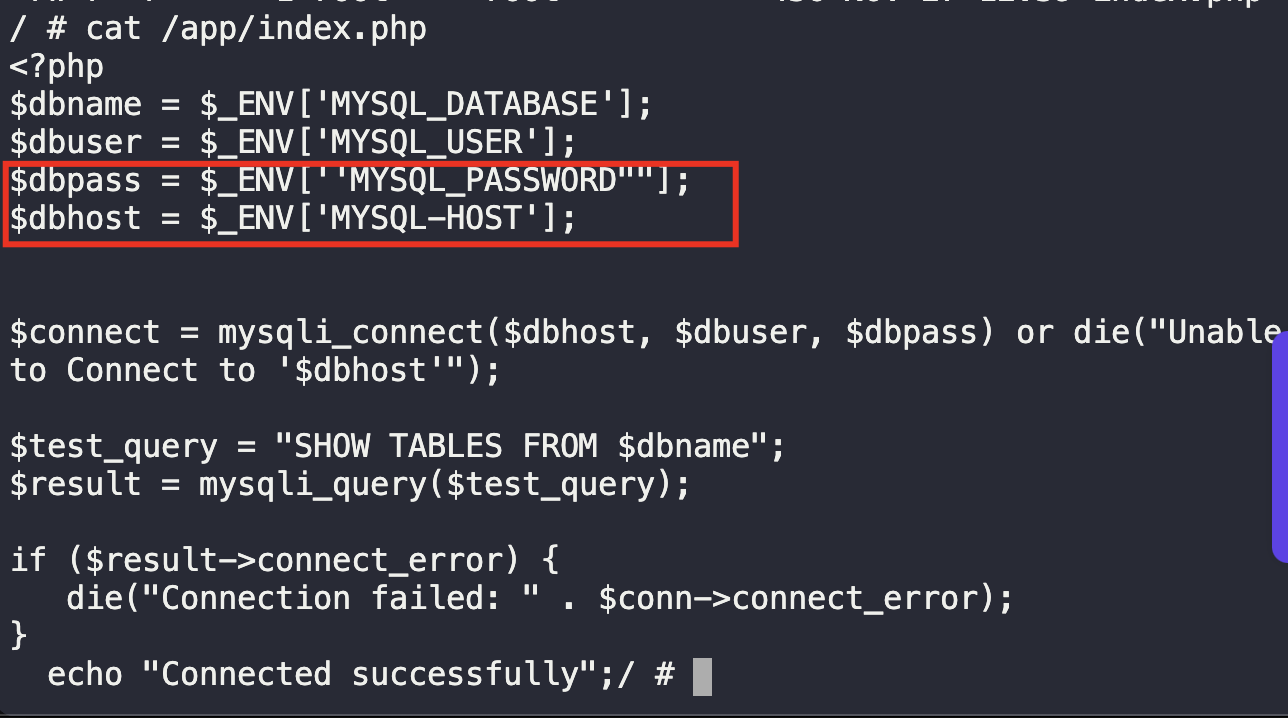 / # cat /app/index.php
<?php
$dbname = $_ENV['MYSQL_DATABASE'];
$dbuser = $_ENV['MYSQL_USER'];
$dbpass = $_ENV[''MYSQL_PASSWORD""];
$dbhost = $_ENV['MYSQL-HOST'];
$connect = mysqli_connect($dbhost, $dbuser, $dbpass) or die("Unable
to Connect to '$dbhost'");
$test_query = "SHOW TABLES FROM $dbname";
$result = mysqli_query($test_query);
if ($result->connect_error) {
   die("Connection failed: " . $conn->connect_error);
}
  echo "Connected successfully";/ #